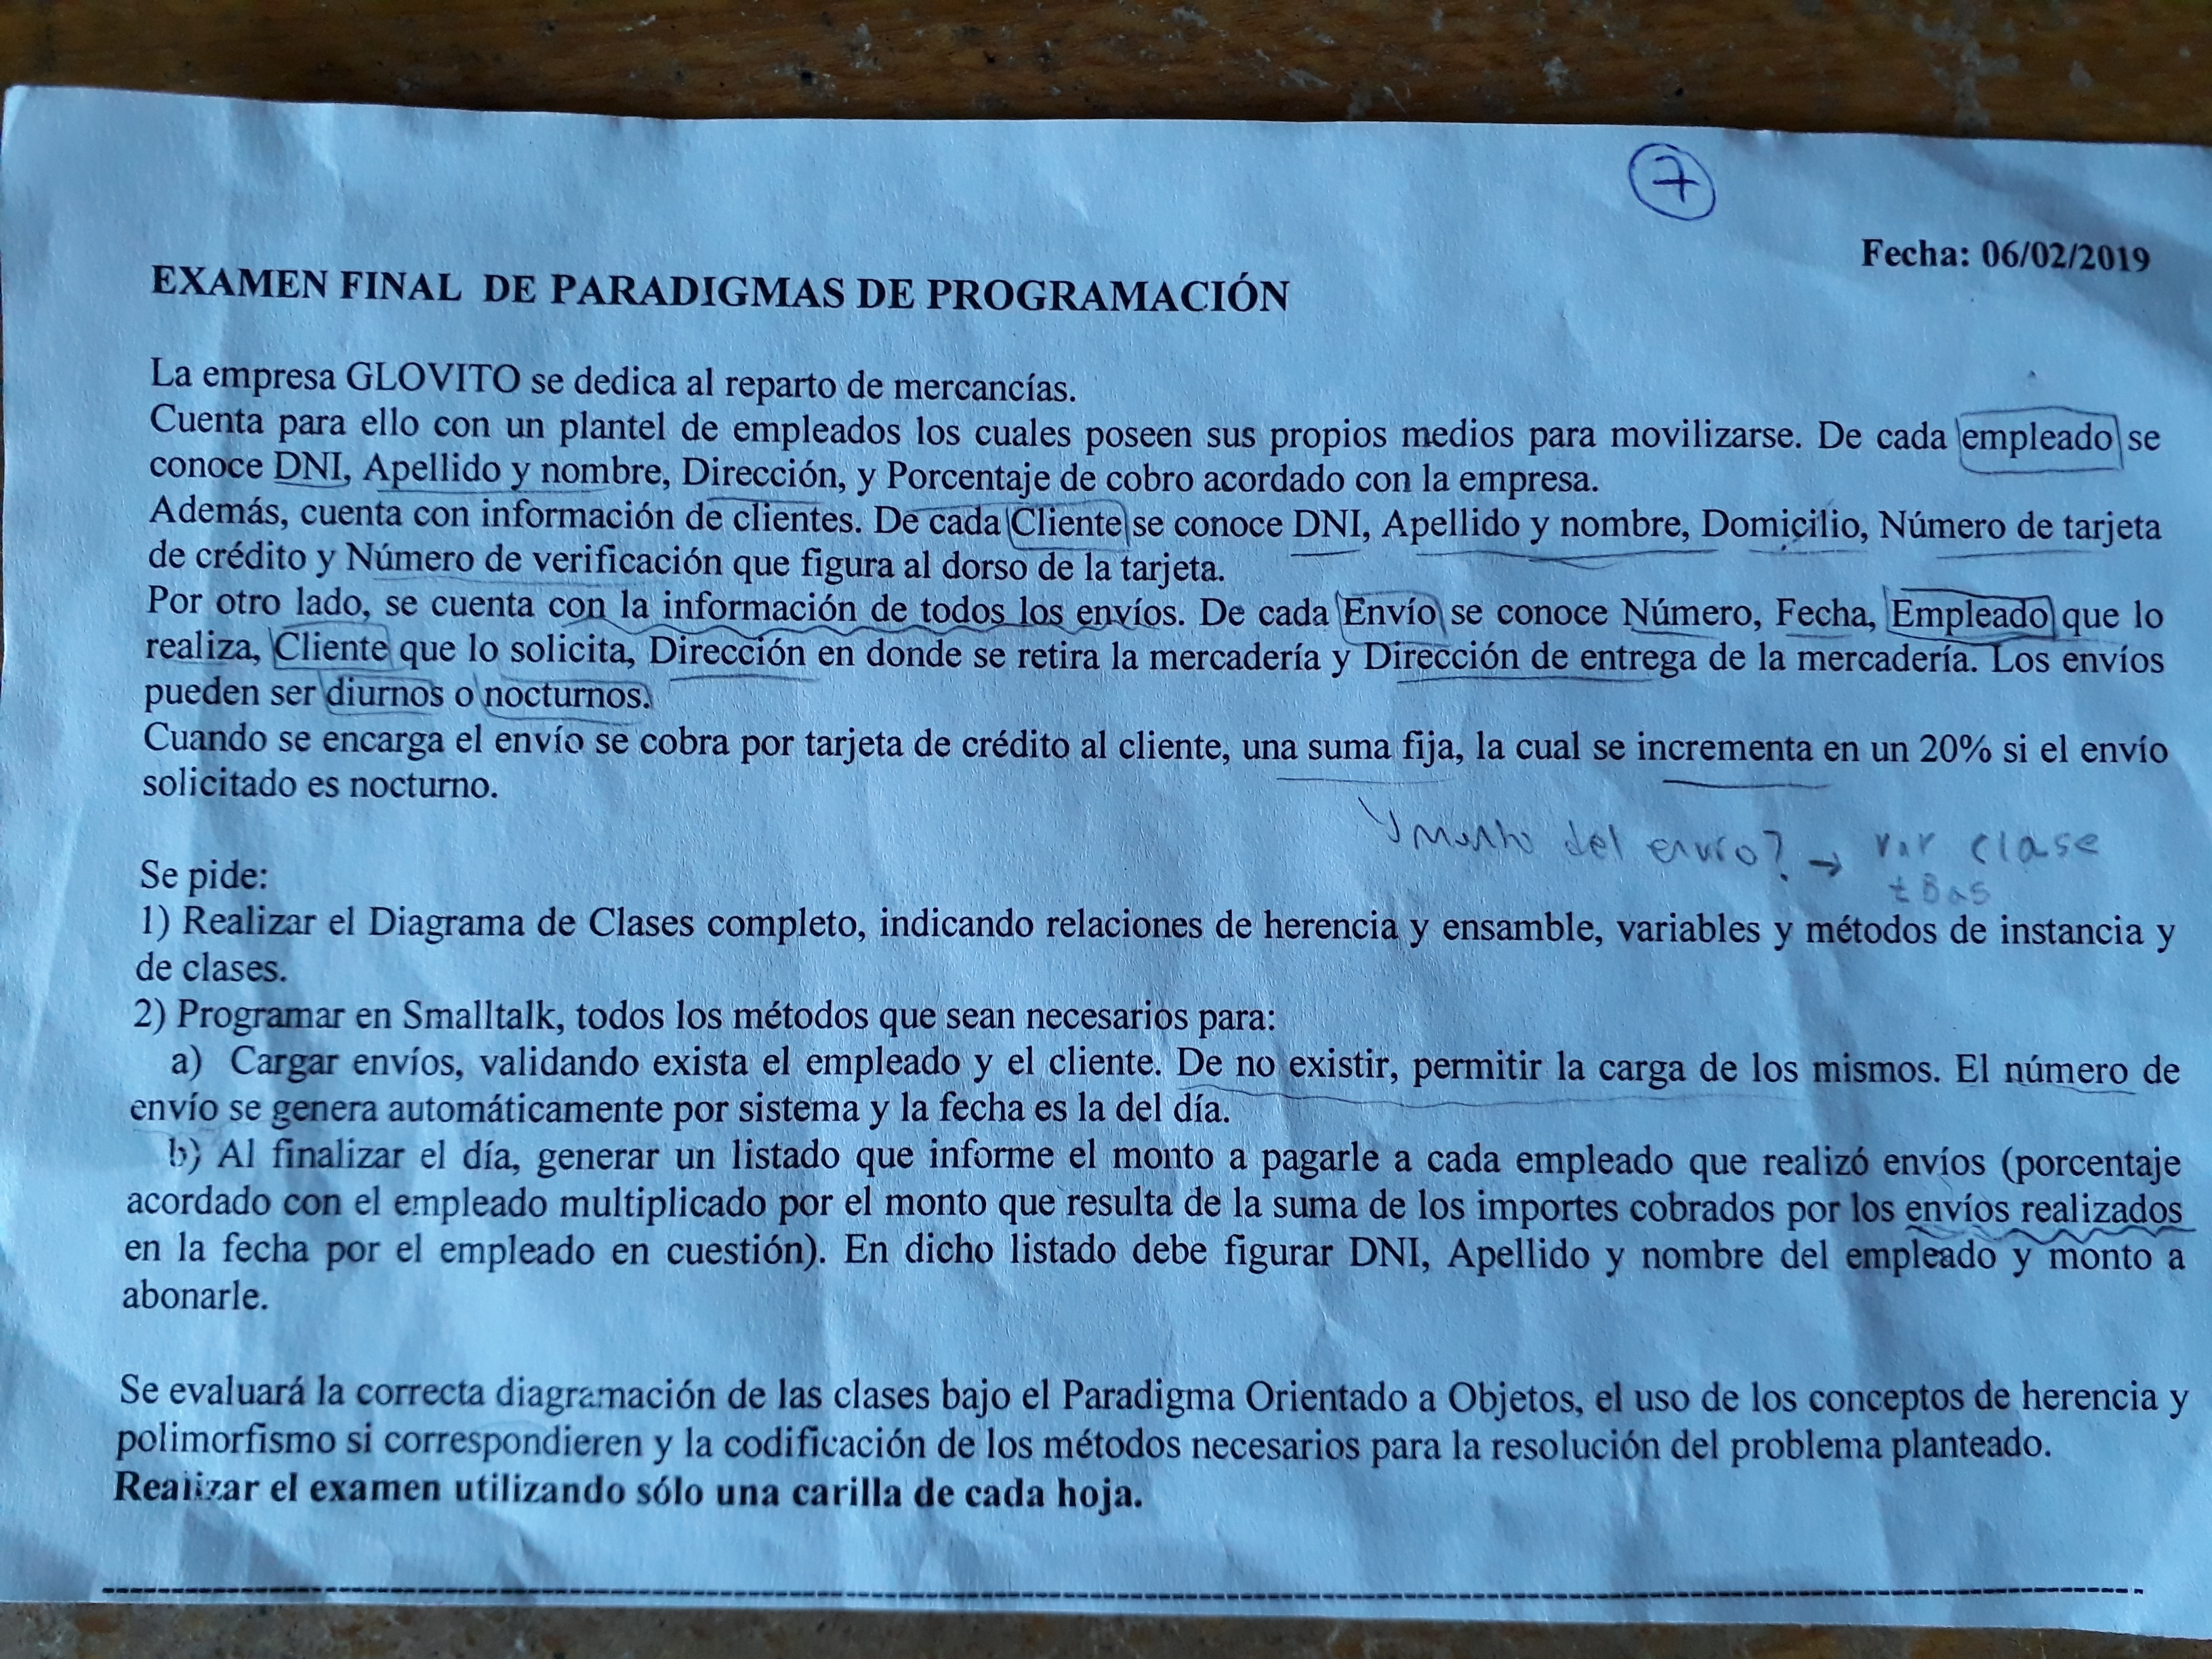 7
Fecha: 06/02/2019
EXAMEN FINAL DE PARADIGMAS DE PROGRAMACIÓN
La empresa GLOVITO se dedica al reparto de mercancías.
Cuenta para ello con un plantel de empleados los cuales poseen sus propios medios para movilizarse. De cada empleado se
conoce DNI, Apellido y nombre, Dirección, y Porcentaje de cobro acordado con la empresa.
Además, cuenta con información de clientes. De cada Cliente se conoce DNI, Apellido y nombre, Domicilio, Número de tarjeta
de crédito y Número de verificación que figura al dorso de la tarjeta.
Por otro lado, se cuenta con la información de todos los envíos. De cada Envío se conoce Número, Fecha, Empleado que lo
realiza, Cliente que lo solicita, Dirección en donde se retira la mercadería y Dirección de entrega de la mercadería. Los envíos
pueden ser diurnos o nocturnos.
Cuando se encarga el envío se cobra por tarjeta de crédito al cliente, una suma fija, la cual se incrementa en un 20% si el envío
solicitado es nocturno.
del envío? → var clase
Se pide:
1) Realizar el Diagrama de Clases completo, indicando relaciones de herencia y ensamble, variables y métodos de instancia y
de clases.
2) Programar en Smalltalk, todos los métodos que sean necesarios para:
a) Cargar envíos, validando exista el empleado y el cliente. De no existir, permitir la carga de los mismos. El número de
envío se genera automáticamente por sistema y la fecha es la del día.
b) Al finalizar el día, generar un listado que informe el monto a pagarle a cada empleado que realizó envíos (porcentaje
acordado con el empleado multiplicado por el monto que resulta de la suma de los importes cobrados por los envíos realizados
en la fecha por el empleado en cuestión). En dicho listado debe figurar DNI, Apellido y nombre del empleado y monto a
abonarle.
Se evaluará la correcta diagramación de las clases bajo el Paradigma Orientado a Objetos, el uso de los conceptos de herencia y
polimorfismo si correspondieren y la codificación de los métodos necesarios para la resolución del problema planteado.
Realizar el examen utilizando sólo una carilla de cada hoja.